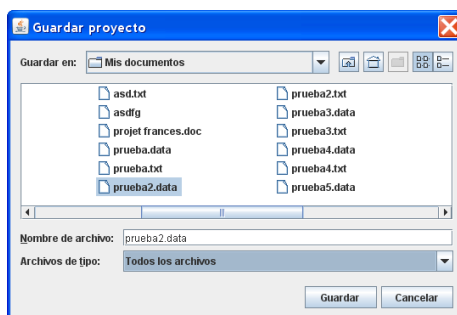 Guardar proyecto
Guardar en: Mis documentos
asd.txt prueba2.txt
asdfg prueba3.data
projet frances.doc prueba3.txt
prueba.data prueba4.data
prueba.txt prueba4.txt
prueba2.data prueba5.data
Nombre de archivo: prueba2.data
Archivos de tipo: Todos los archivos
Guardar Cancelar